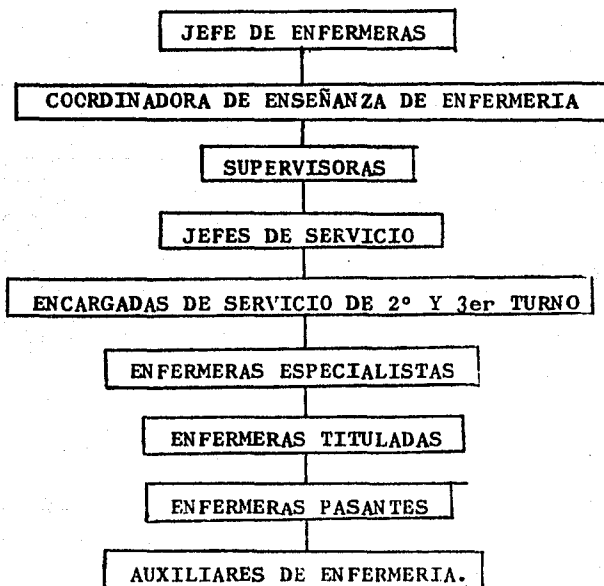 JEFE DE ENFERMERAS
COORDINADORA DE ENSEÑANZA DE ENFERMERIA
SUPERVISORAS
JEFES DE SERVICIO
ENCARGADAS DE SERVICIO DE 2° Y 3er TURNO
ENFERMERAS ESPECIALISTAS
ENFERMERAS TITULADAS
ENFERMERAS PASANTES
AUXILIARES DE ENFERMERIA.